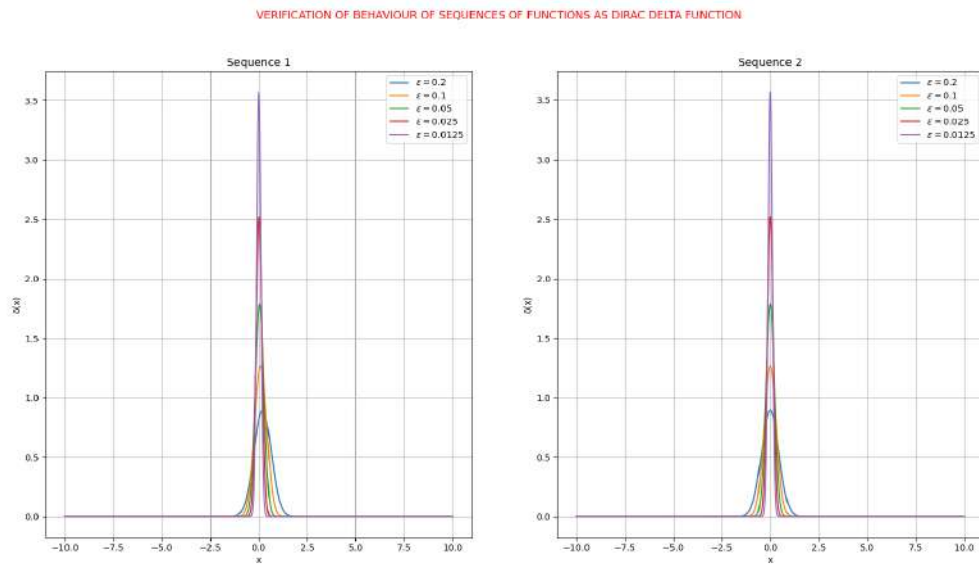 VERIFICATION OF BEHAVIOUR OF SEQUENCES OF FUNCTIONS AS DIRAC DELTA FUNCTION
Sequence 1
ε = 0.2
ε = 0.1
ε = 0.05
ε = 0.025
ε = 0.0125
3.5
3.0
2.5
2.0
1.5
1.0
0.5
0.0
δ(x)
-10.0 -7.5 -5.0 -2.5 0.0 2.5 5.0 7.5 10.0
x
Sequence 2
ε = 0.2
ε = 0.1
ε = 0.05
ε = 0.025
ε = 0.0125
3.5
3.0
2.5
2.0
1.5
1.0
0.5
0.0
δ(x)
-10.0 -7.5 -5.0 -2.5 0.0 2.5 5.0 7.5 10.0
x